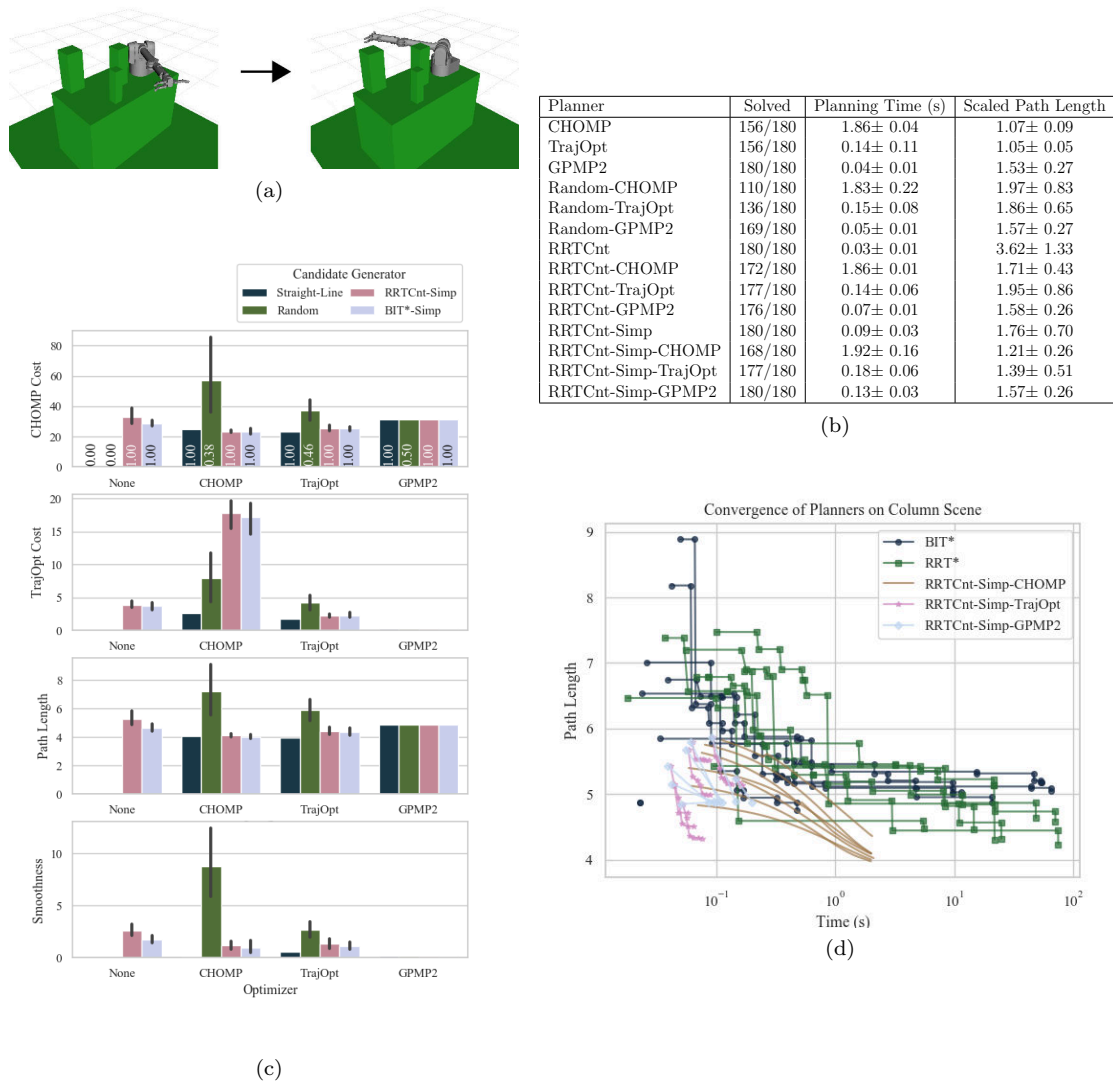 (a)
Planner Solved Planning Time (s) Scaled Path Length
CHOMP 156/180 1.86± 0.04 1.07± 0.09
TrajOpt 156/180 0.14± 0.11 1.05± 0.05
GPMP2 180/180 0.04± 0.01 1.53± 0.27
Random-CHOMP 110/180 1.83± 0.22 1.97± 0.83
Random-TrajOpt 136/180 0.15± 0.08 1.86± 0.65
Random-GPMP2 169/180 0.05± 0.01 1.57± 0.27
RRTCnt 180/180 0.03± 0.01 3.62± 1.33
RRTCnt-CHOMP 172/180 1.86± 0.01 1.71± 0.43
RRTCnt-TrajOpt 177/180 0.14± 0.06 1.95± 0.86
RRTCnt-GPMP2 176/180 0.07± 0.01 1.58± 0.26
RRTCnt-Simp 180/180 0.09± 0.03 1.76± 0.70
RRTCnt-Simp-CHOMP 168/180 1.92± 0.16 1.21± 0.26
RRTCnt-Simp-TrajOpt 177/180 0.18± 0.06 1.39± 0.51
RRTCnt-Simp-GPMP2 180/180 0.13± 0.03 1.57± 0.26
(b)
Candidate Generator
Straight-Line RRTCnt-Simp
Random BIT*-Simp
CHOMP Cost
80
60
40
20
0
0.00 0.00 1.00 1.00 1.00 0.38 1.00 1.00 1.00 0.46 1.00 1.00 1.00 0.50 1.00 1.00
None CHOMP TrajOpt GPMP2
TrajOpt Cost
20
15
10
5
0
None CHOMP TrajOpt GPMP2
Path Length
8
6
4
2
0
None CHOMP TrajOpt GPMP2
Smoothness
10
5
0
None CHOMP TrajOpt GPMP2
Optimizer
(c)
Convergence of Planners on Column Scene
BIT*
RRT*
RRTCnt-Simp-CHOMP
RRTCnt-Simp-TrajOpt
RRTCnt-Simp-GPMP2
Path Length
9
8
7
6
5
4
10⁻¹ 10⁰ 10¹ 10²
Time (s)
(d)